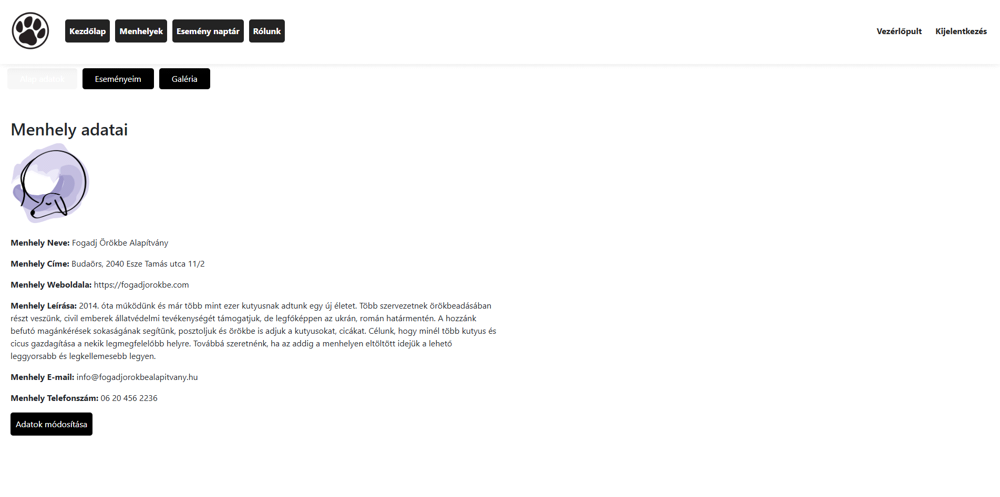 Kezdőlap Menhelyek Esemény naptár Rólunk Vezérlőpult Kijelentkezés
Alap adatok Eseményeim Galéria
Menhely adatai
Menhely Neve: Fogadj Örökbe Alapítvány
Menhely Címe: Budaörs, 2040 Esze Tamás utca 11/2
Menhely Weboldala: https://fogadjorokbe.com
Menhely Leírása: 2014. óta működünk és már több mint ezer kutyusnak adtunk egy új életet. Több szervezetnek örökbeadásában
részt veszünk, civil emberek állatvédelmi tevékenységét támogatjuk, de legfőképpen az ukrán, román határmentén. A hozzánk
befutó magánkérések sokaságának segítünk, posztoljuk és örökbe is adjuk a kutyusokat, cicákat. Célunk, hogy minél több kutyus és
cicus gazdagítása a nekik legmegfelelőbb helyre. Továbbá szeretnénk, ha az addig a menhelyen eltöltött idejük a lehető
leggyorsabb és legkellemesebb legyen.
Menhely E-mail: info@fogadjorokbealapitvany.hu
Menhely Telefonszám: 06 20 456 2236
Adatok módosítása